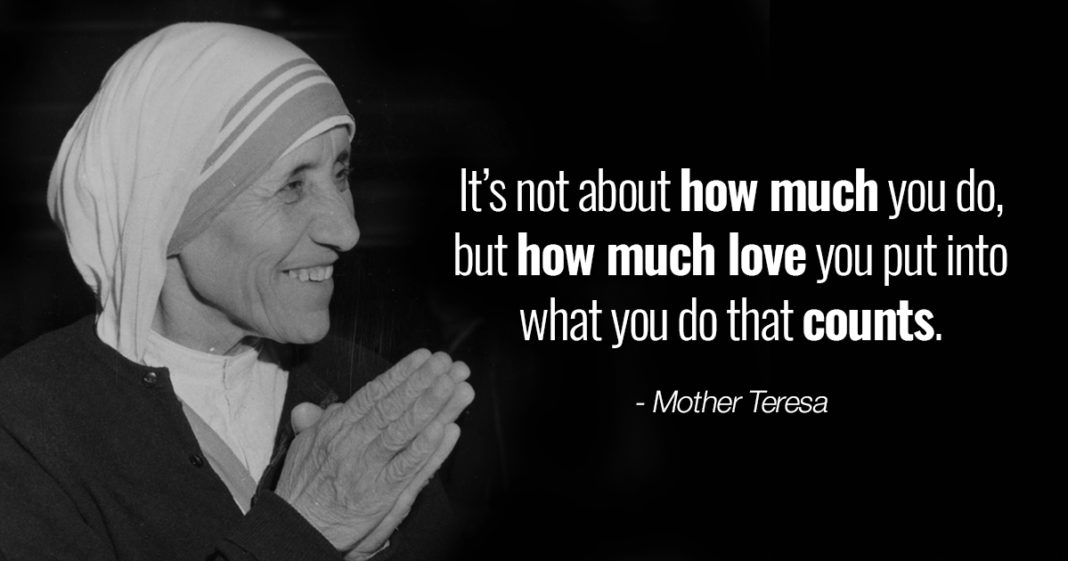 It’s not about how much you do,
but how much love you put into
what you do that counts.
- Mother Teresa